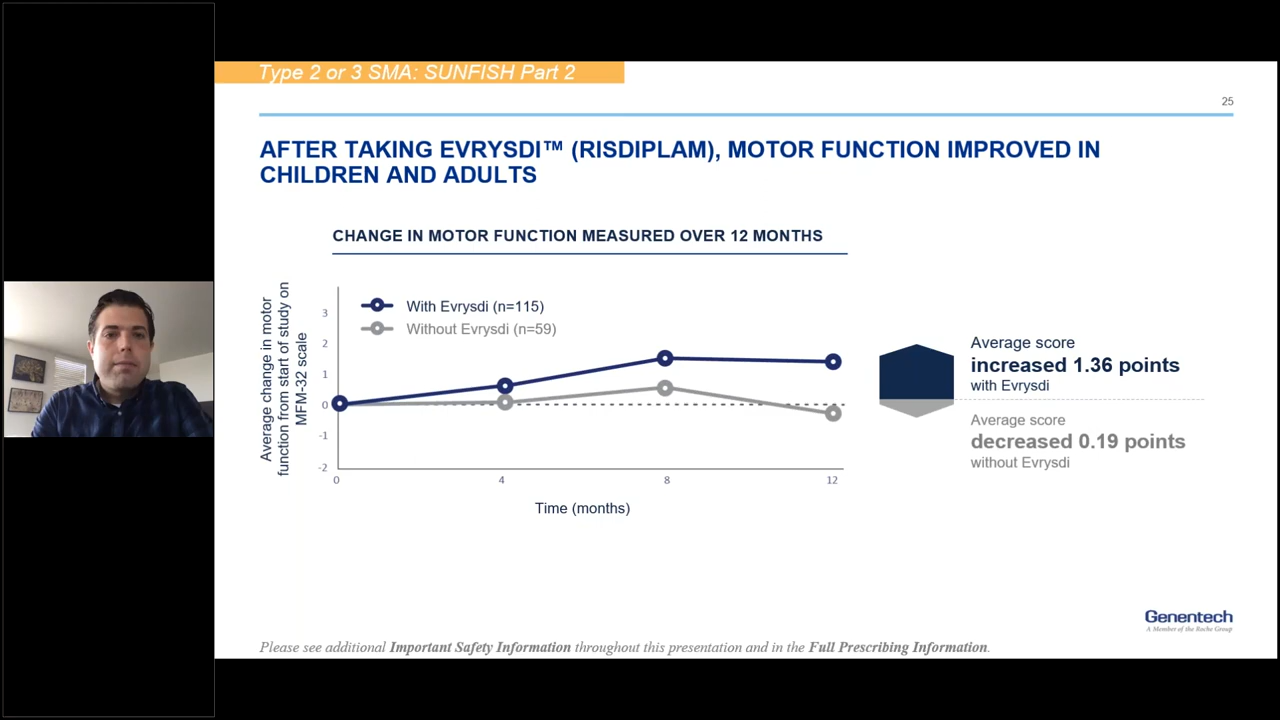 Type 2 or 3 SMA: SUNFISH Part 2
25
AFTER TAKING EVRYSDI™ (RISDIPLAM), MOTOR FUNCTION IMPROVED IN
CHILDREN AND ADULTS
CHANGE IN MOTOR FUNCTION MEASURED OVER 12 MONTHS
Average change in motor
function from start of study on
MFM-32 scale
3
2
1
0
-1
-2
With Evrysdi (n=115)
Without Evrysdi (n=59)
0
4
8
12
Time (months)
Average score
increased 1.36 points
with Evrysdi
Average score
decreased 0.19 points
without Evrysdi
Genentech
A Member of the Roche Group
Please see additional Important Safety Information throughout this presentation and in the Full Prescribing Information.